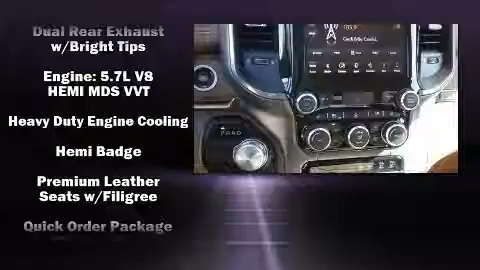 Dual Rear Exhaust
w/Bright Tips
Engine: 5.7L V8
HEMI MDS VVT
Heavy Duty Engine Cooling
Hemi Badge
Premium Leather
Seats w/Filigree
Quick Order Package
PRND